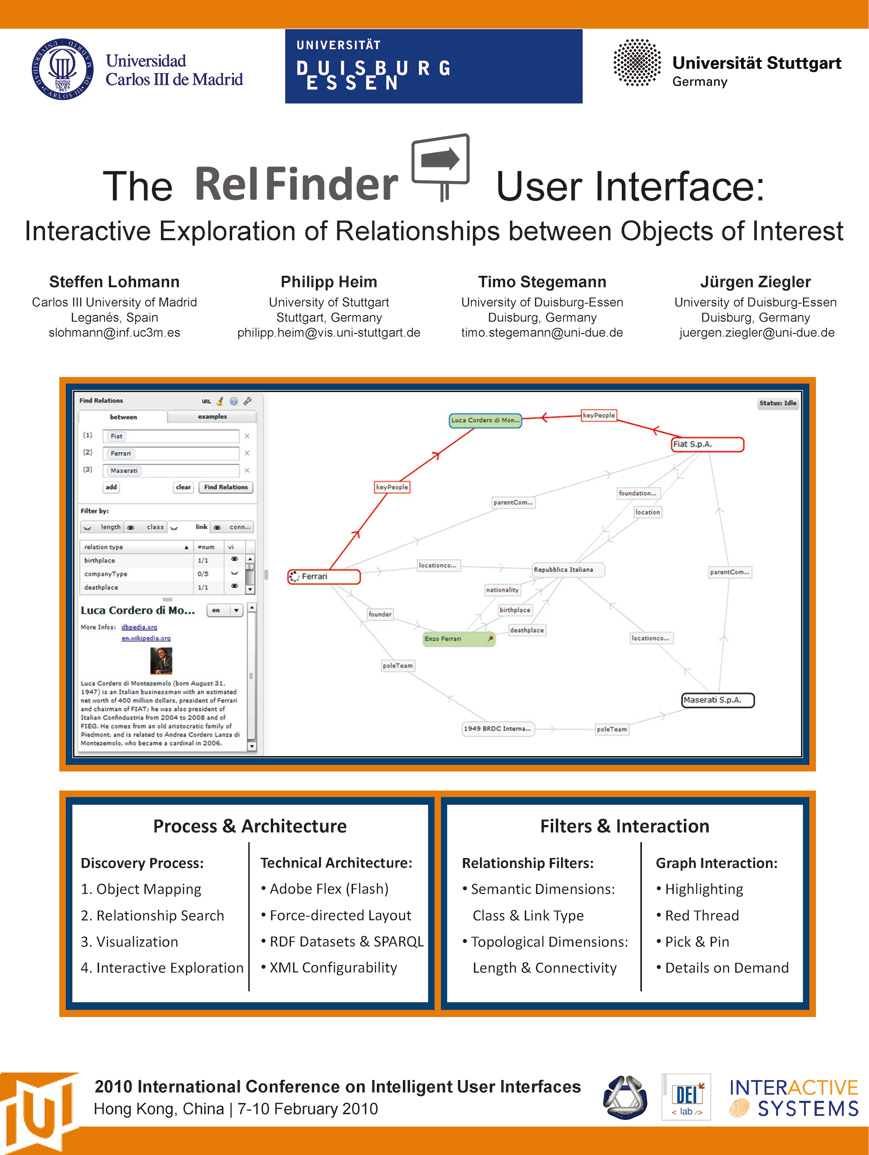 Universidad
Carlos III de Madrid
UNIVERSITÄT
DUISBURG
ESSEN
Universität Stuttgart
Germany
The RelFinder User Interface:
Interactive Exploration of Relationships between Objects of Interest
Steffen Lohmann
Carlos III University of Madrid
Leganés, Spain
slohmann@inf.uc3m.es
Philipp Heim
University of Stuttgart
Stuttgart, Germany
philipp.heim@vis.uni-stuttgart.de
Timo Stegemann
University of Duisburg-Essen
Duisburg, Germany
timo.stegemann@uni-due.de
Jürgen Ziegler
University of Duisburg-Essen
Duisburg, Germany
juergen.ziegler@uni-due.de
Find Relations
URL
between
examples
(1) Fiat
(2) Ferrari
(3) Maserati
add
clear
Find Relations
Filter by:
length
class
link
conn...
relation type #num vi
birthplace 1/1
companyType 0/5
deathplace 1/1
Luca Cordero di Mo...
en
More Infos: dbpedia.org
en.wikipedia.org
Luca Cordero di Montezemolo (born August 31,
1947) is an Italian businessman with an estimated
net worth of 400 million dollars, president of Ferrari
and chairman of FIAT; he was also president of
Italian Confindustria from 2004 to 2008 and of
FIEG. He comes from an old aristocratic family of
Piedmont, and is related to Andrea Cordero Lanza di
Montezemolo, who became a cardinal in 2006.
Status: Idle
Luca Cordero di Mon...
keyPeople
Fiat S.p.A.
keyPeople
parentCom...
foundation...
location
locationco...
Repubblica Italiana
parentCom...
Ferrari
nationality
birthplace
founder
deathplace
Enzo Ferrari
locationco...
poleTeam
Maserati S.p.A.
1949 BRDC Interna...
poleTeam
Process & Architecture
Discovery Process:
1. Object Mapping
2. Relationship Search
3. Visualization
4. Interactive Exploration
Technical Architecture:
• Adobe Flex (Flash)
• Force-directed Layout
• RDF Datasets & SPARQL
• XML Configurability
Filters & Interaction
Relationship Filters:
• Semantic Dimensions:
Class & Link Type
• Topological Dimensions:
Length & Connectivity
Graph Interaction:
• Highlighting
• Red Thread
• Pick & Pin
• Details on Demand
IUI
2010 International Conference on Intelligent User Interfaces
Hong Kong, China | 7-10 February 2010
DEI
< lab />
INTERACTIVE
SYSTEMS